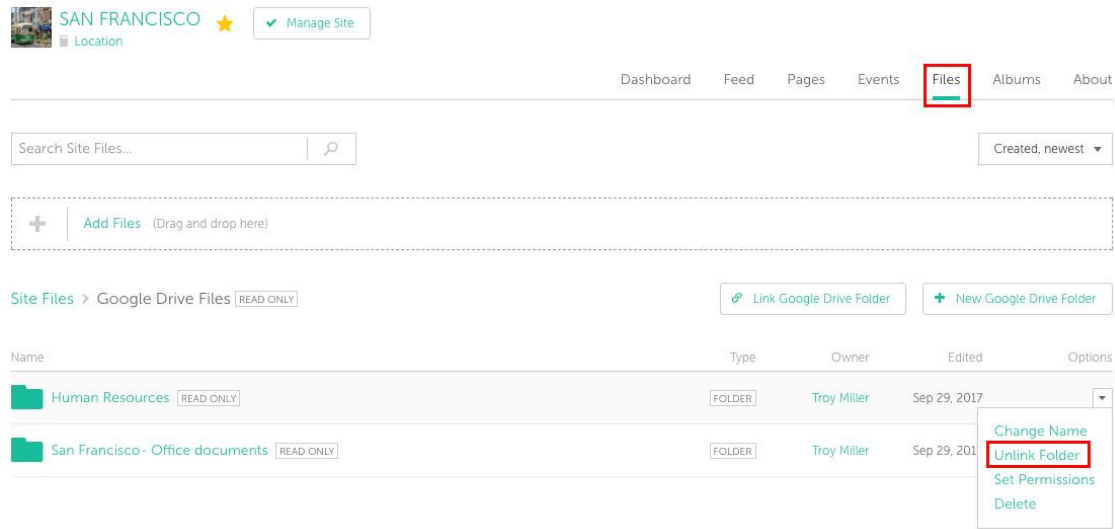 SAN FRANCISCO
Manage Site
Location
Dashboard Feed Pages Events Files Albums About
Search Site Files...
Created, newest
Add Files (Drag and drop here)
Site Files > Google Drive Files READ ONLY
Link Google Drive Folder
New Google Drive Folder
Name Type Owner Edited Options
Human Resources READ ONLY FOLDER Troy Miller Sep 29, 2017
San Francisco- Office documents READ ONLY FOLDER Troy Miller Sep 29, 201
Change Name
Unlink Folder
Set Permissions
Delete